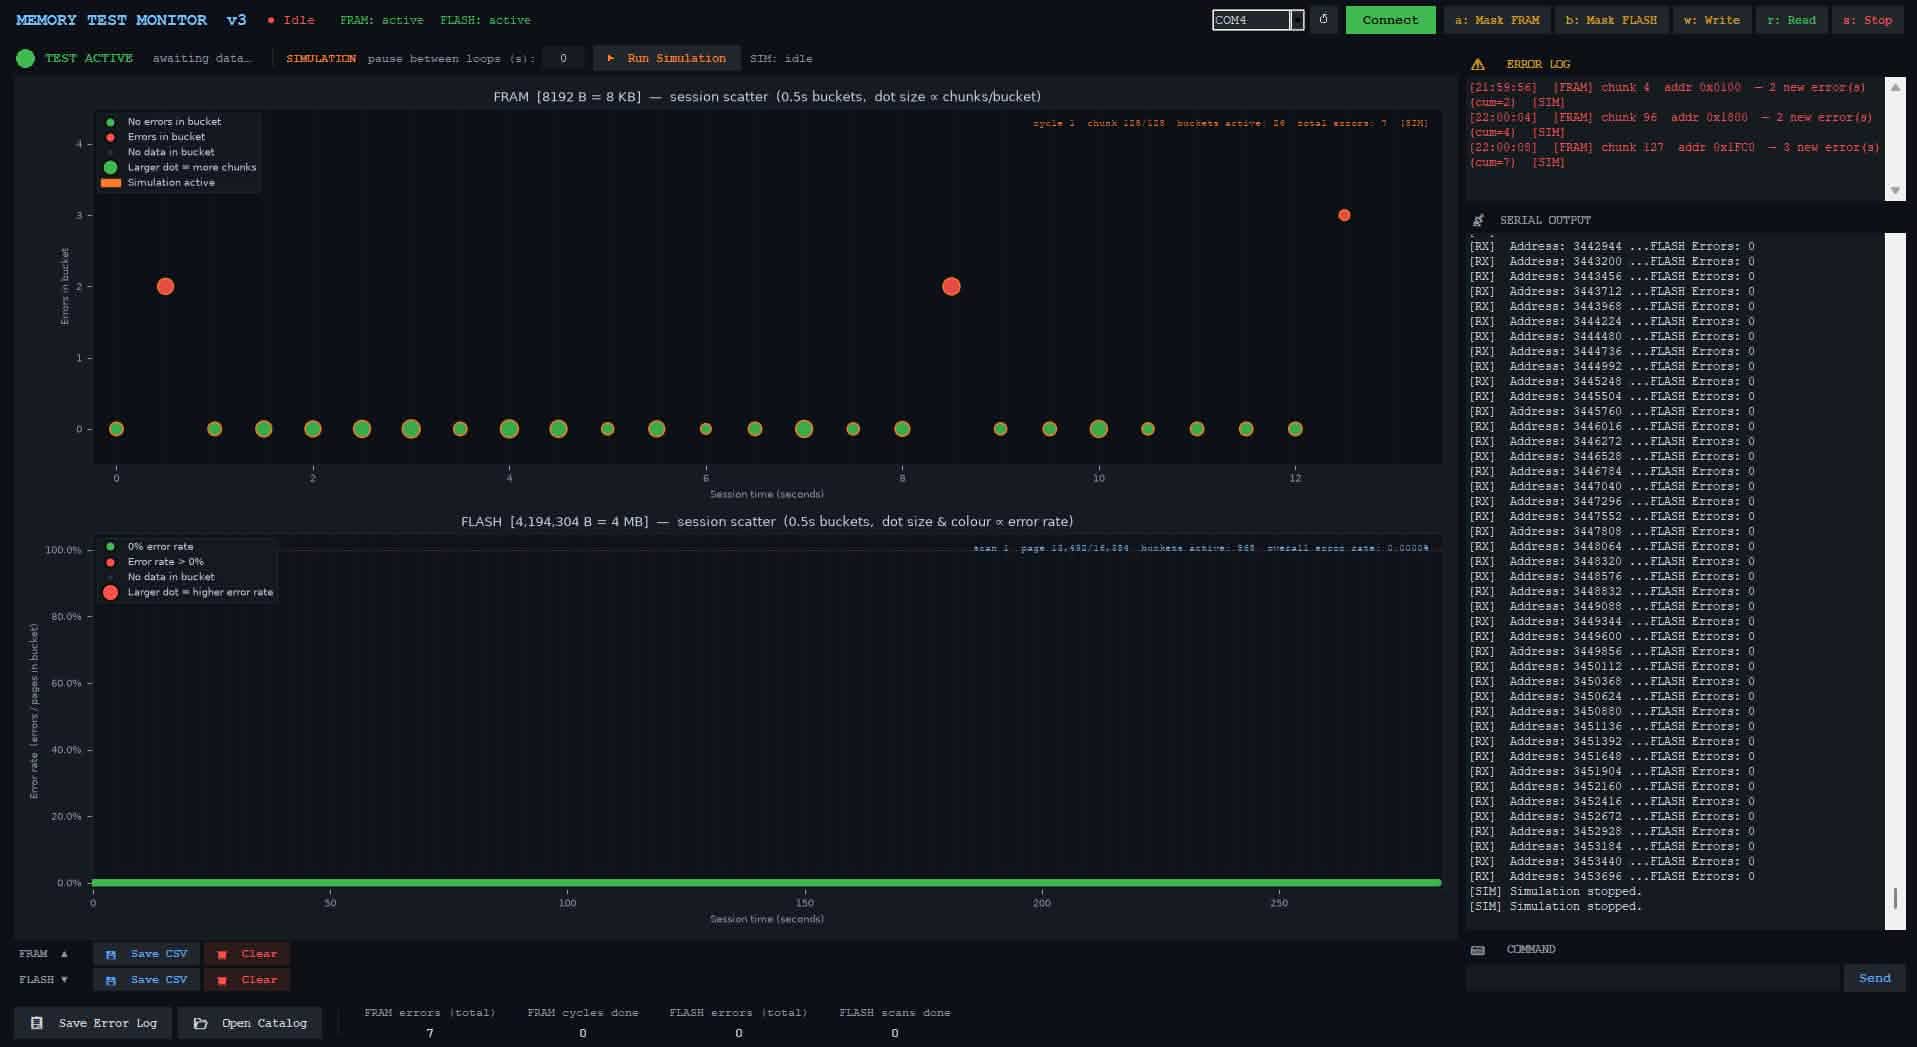 MEMORY TEST MONITOR v3 ● Idle FRAM: active FLASH: active COM4 Connect a: Mask FRAM b: Mask FLASH w: Write r: Read s: Stop
TEST ACTIVE awaiting data… SIMULATION pause between loops (s): 0 Run Simulation SIM: idle
FRAM [8192 B = 8 KB] — session scatter (0.5s buckets, dot size ∝ chunks/bucket)
No errors in bucket
Errors in bucket
No data in bucket
Larger dot = more chunks
Simulation active
cycle 1 chunk 128/128 buckets active: 26 total errors: 7 [SIM]
Errors in bucket
4
3
2
1
0
0 2 4 6 8 10 12
Session time (seconds)
FLASH [4,194,304 B = 4 MB] — session scatter (0.5s buckets, dot size & colour ∝ error rate)
0% error rate
Error rate > 0%
No data in bucket
Larger dot = higher error rate
scan 1 page 13,492/16,384 buckets active: 568 overall error rate: 0.0000%
Error rate (errors / pages in bucket)
100.0%
80.0%
60.0%
40.0%
20.0%
0.0%
0 50 100 150 200 250
Session time (seconds)
FRAM ▲ Save CSV Clear
FLASH ▼ Save CSV Clear
Save Error Log Open Catalog
FRAM errors (total) FRAM cycles done FLASH errors (total) FLASH scans done
7 0 0 0
ERROR LOG
[21:59:56] [FRAM] chunk 4 addr 0x0100 — 2 new error(s)
(cum=2) [SIM]
[22:00:04] [FRAM] chunk 96 addr 0x1800 — 2 new error(s)
(cum=4) [SIM]
[22:00:08] [FRAM] chunk 127 addr 0x1FC0 — 3 new error(s)
(cum=7) [SIM]
SERIAL OUTPUT
[RX] Address: 3442944 ...FLASH Errors: 0
[RX] Address: 3443200 ...FLASH Errors: 0
[RX] Address: 3443456 ...FLASH Errors: 0
[RX] Address: 3443712 ...FLASH Errors: 0
[RX] Address: 3443968 ...FLASH Errors: 0
[RX] Address: 3444224 ...FLASH Errors: 0
[RX] Address: 3444480 ...FLASH Errors: 0
[RX] Address: 3444736 ...FLASH Errors: 0
[RX] Address: 3444992 ...FLASH Errors: 0
[RX] Address: 3445248 ...FLASH Errors: 0
[RX] Address: 3445504 ...FLASH Errors: 0
[RX] Address: 3445760 ...FLASH Errors: 0
[RX] Address: 3446016 ...FLASH Errors: 0
[RX] Address: 3446272 ...FLASH Errors: 0
[RX] Address: 3446528 ...FLASH Errors: 0
[RX] Address: 3446784 ...FLASH Errors: 0
[RX] Address: 3447040 ...FLASH Errors: 0
[RX] Address: 3447296 ...FLASH Errors: 0
[RX] Address: 3447552 ...FLASH Errors: 0
[RX] Address: 3447808 ...FLASH Errors: 0
[RX] Address: 3448064 ...FLASH Errors: 0
[RX] Address: 3448320 ...FLASH Errors: 0
[RX] Address: 3448576 ...FLASH Errors: 0
[RX] Address: 3448832 ...FLASH Errors: 0
[RX] Address: 3449088 ...FLASH Errors: 0
[RX] Address: 3449344 ...FLASH Errors: 0
[RX] Address: 3449600 ...FLASH Errors: 0
[RX] Address: 3449856 ...FLASH Errors: 0
[RX] Address: 3450112 ...FLASH Errors: 0
[RX] Address: 3450368 ...FLASH Errors: 0
[RX] Address: 3450624 ...FLASH Errors: 0
[RX] Address: 3450880 ...FLASH Errors: 0
[RX] Address: 3451136 ...FLASH Errors: 0
[RX] Address: 3451392 ...FLASH Errors: 0
[RX] Address: 3451648 ...FLASH Errors: 0
[RX] Address: 3451904 ...FLASH Errors: 0
[RX] Address: 3452160 ...FLASH Errors: 0
[RX] Address: 3452416 ...FLASH Errors: 0
[RX] Address: 3452672 ...FLASH Errors: 0
[RX] Address: 3452928 ...FLASH Errors: 0
[RX] Address: 3453184 ...FLASH Errors: 0
[RX] Address: 3453440 ...FLASH Errors: 0
[RX] Address: 3453696 ...FLASH Errors: 0
[SIM] Simulation stopped.
[SIM] Simulation stopped.
COMMAND
Send